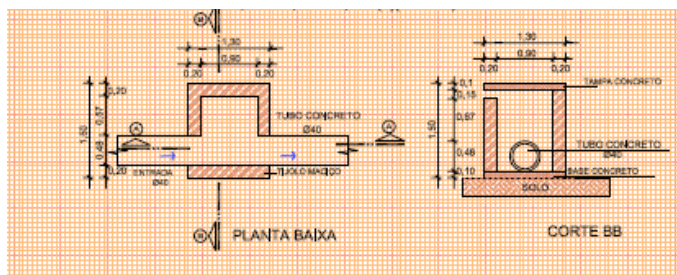 B
1,30
0,20
0,90
0,20
0,20
0,67
0,48
0,20
1,50
A
TUBO CONCRETO
Ø40
A
ENTRADA
Ø40
TIJOLO MACIÇO
B
PLANTA BAIXA
1,30
0,90
0,20
0,20
0,1
0,15
0,67
0,48
0,10
1,50
TAMPA CONCRETO
TUBO CONCRETO
Ø40
BASE CONCRETO
SOLO
CORTE BB